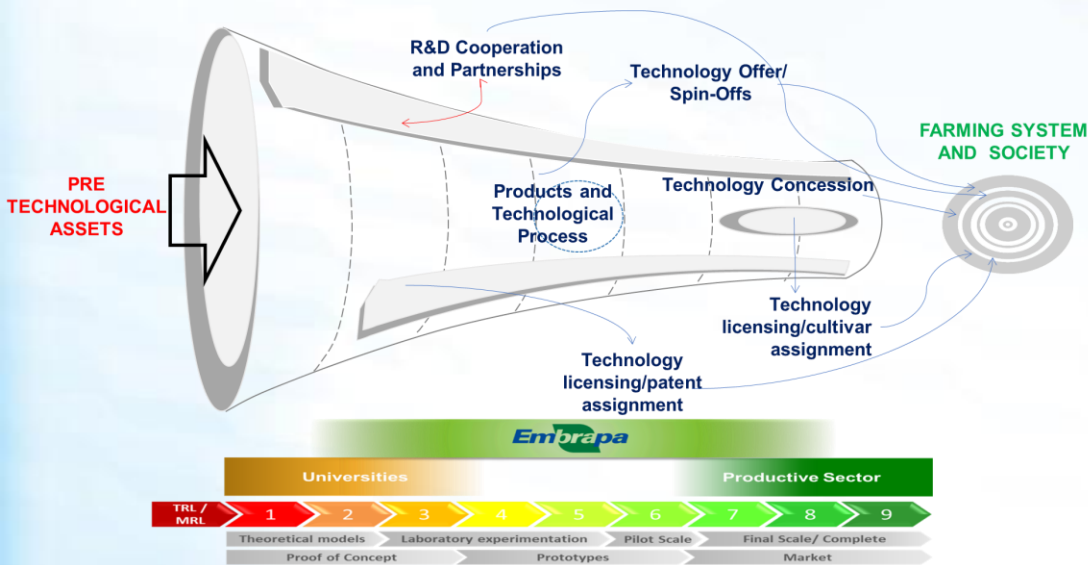 R&D Cooperation
and Partnerships
Technology Offer/
Spin-Offs
FARMING SYSTEM
AND SOCIETY
PRE
TECHNOLOGICAL
ASSETS
Products and
Technological
Process
Technology Concession
Technology
licensing/cultivar
assignment
Technology
licensing/patent
assignment
Embrapa
Universities
Productive Sector
TRL /
MRL
1 2 3 4 5 6 7 8 9
Theoretical models Laboratory experimentation Pilot Scale Final Scale/ Complete
Proof of Concept Prototypes Market